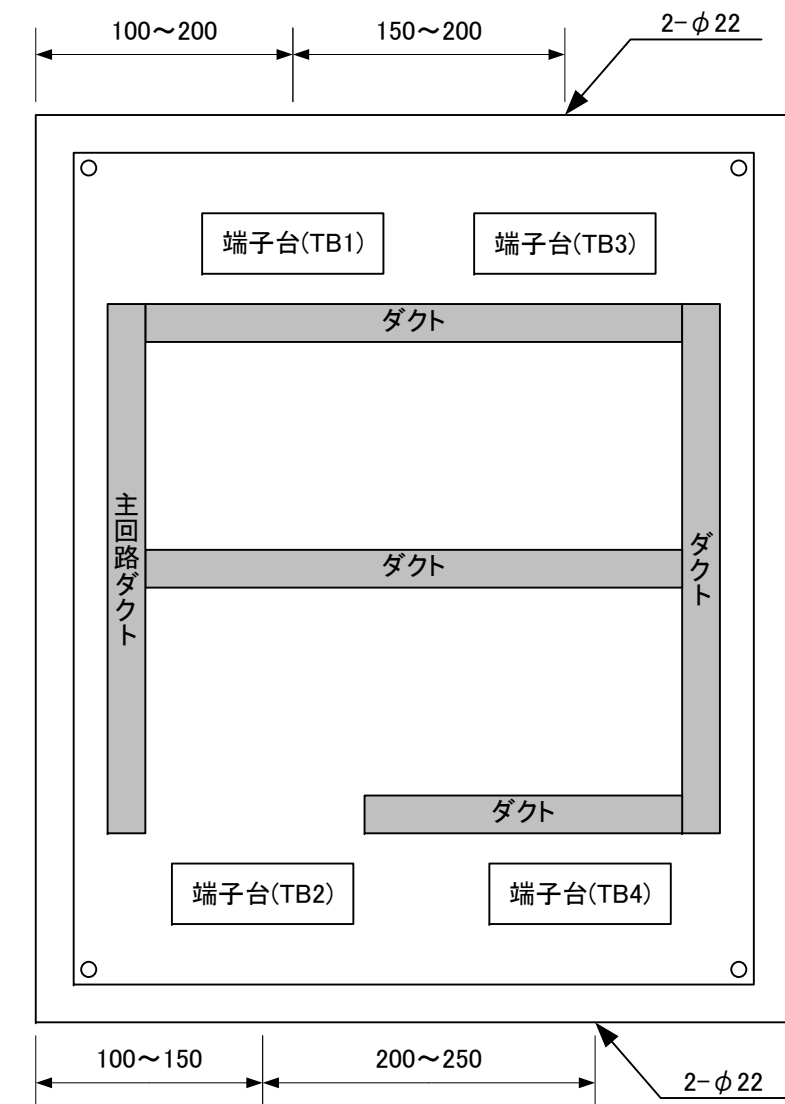 100～200
150～200
2-φ22
端子台(TB1)
端子台(TB3)
ダクト
主回路ダクト
ダクト
ダクト
ダクト
端子台(TB2)
端子台(TB4)
100～150
200～250
2-φ22